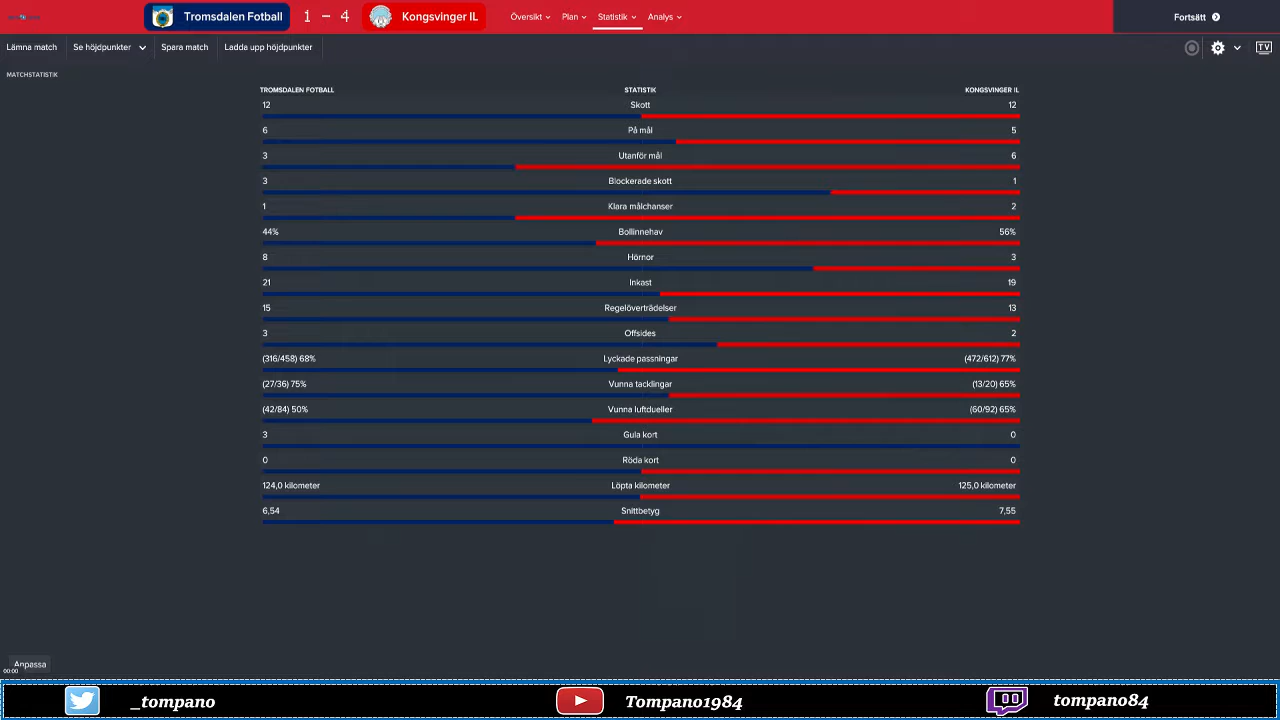 Tromsdalen Fotball 1 – 4 Kongsvinger IL Översikt Plan Statistik Analys Fortsätt
Lämna match Se höjdpunkter Spara match Ladda upp höjdpunkter TV
MATCHSTATISTIK
TROMSDALEN FOTBALL STATISTIK KONGSVINGER IL
12 Skott 12
6 På mål 5
3 Utanför mål 6
3 Blockerade skott 1
1 Klara målchanser 2
44% Bollinnehav 56%
8 Hörnor 3
21 Inkast 19
15 Regelöverträdelser 13
3 Offsides 2
(316/458) 68% Lyckade passningar (472/612) 77%
(27/36) 75% Vunna tacklingar (13/20) 65%
(42/84) 50% Vunna luftdueller (60/92) 65%
3 Gula kort 0
0 Röda kort 0
124,0 kilometer Löpta kilometer 125,0 kilometer
6,54 Snittbetyg 7,55
Anpassa
00:00
_tompano Tompano1984 tompano84